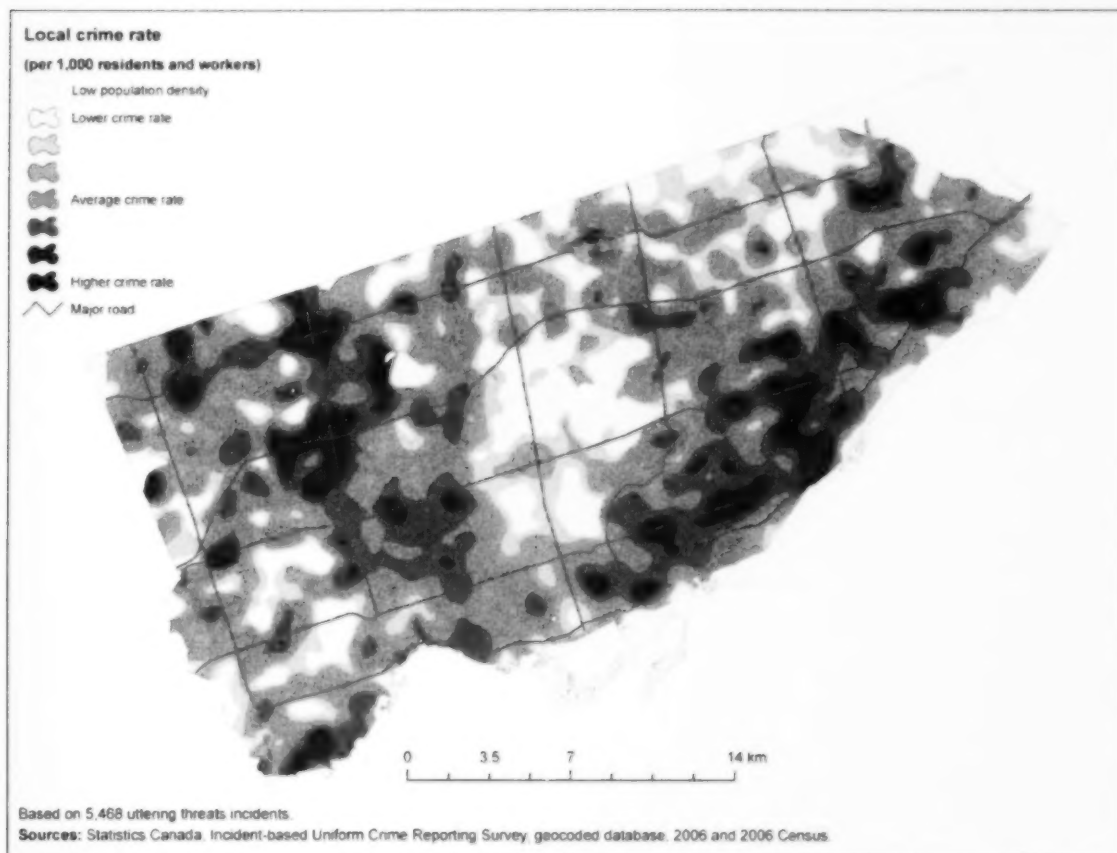 Local crime rate
(per 1,000 residents and workers)
Low population density
Lower crime rate
Average crime rate
Higher crime rate
Major road
0 3.5 7 14 km
Based on 5,468 uttering threats incidents.
Sources: Statistics Canada, Incident-based Uniform Crime Reporting Survey, geocoded database, 2006 and 2006 Census.